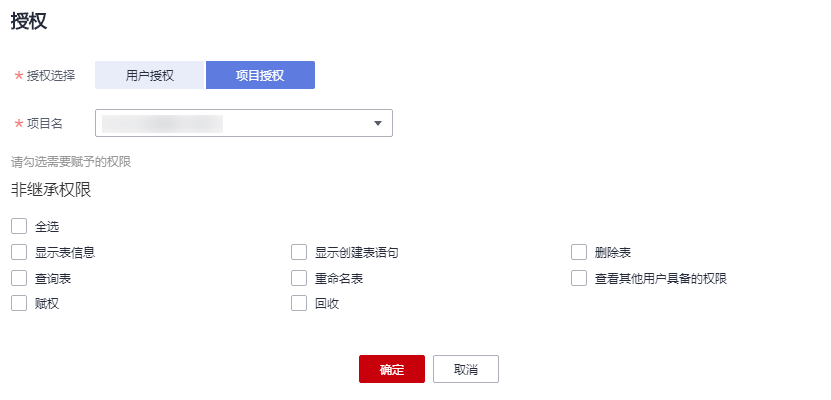 授权
* 授权选择 用户授权 项目授权
* 项目名
请勾选需要赋予的权限
非继承权限
全选
显示表信息 显示创建表语句 删除表
查询表 重命名表 查看其他用户具备的权限
赋权 回收
确定 取消